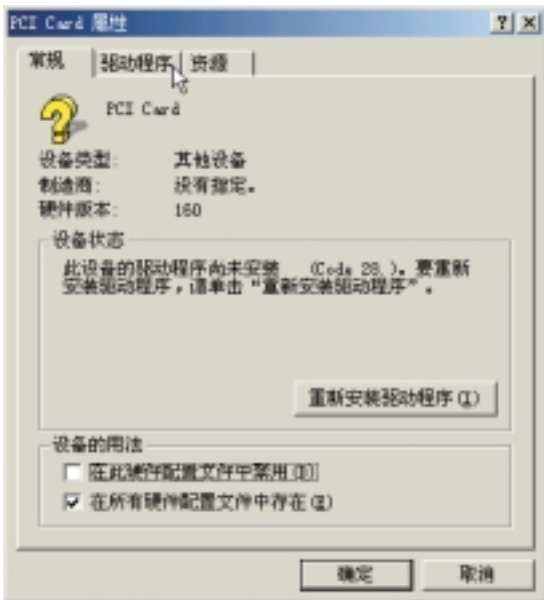 PCI Card 属性
常规 驱动程序 资源
PCI Card
设备类型: 其他设备
制造商: 没有指定。
硬件版本: 160
设备状态
此设备的驱动程序尚未安装 (Code 28.)。要重新
安装驱动程序，请单击“重新安装驱动程序”。
重新安装驱动程序(I)
设备的用法
在此硬件配置文件中禁用(D)
在所有硬件配置文件中存在(E)
确定 取消